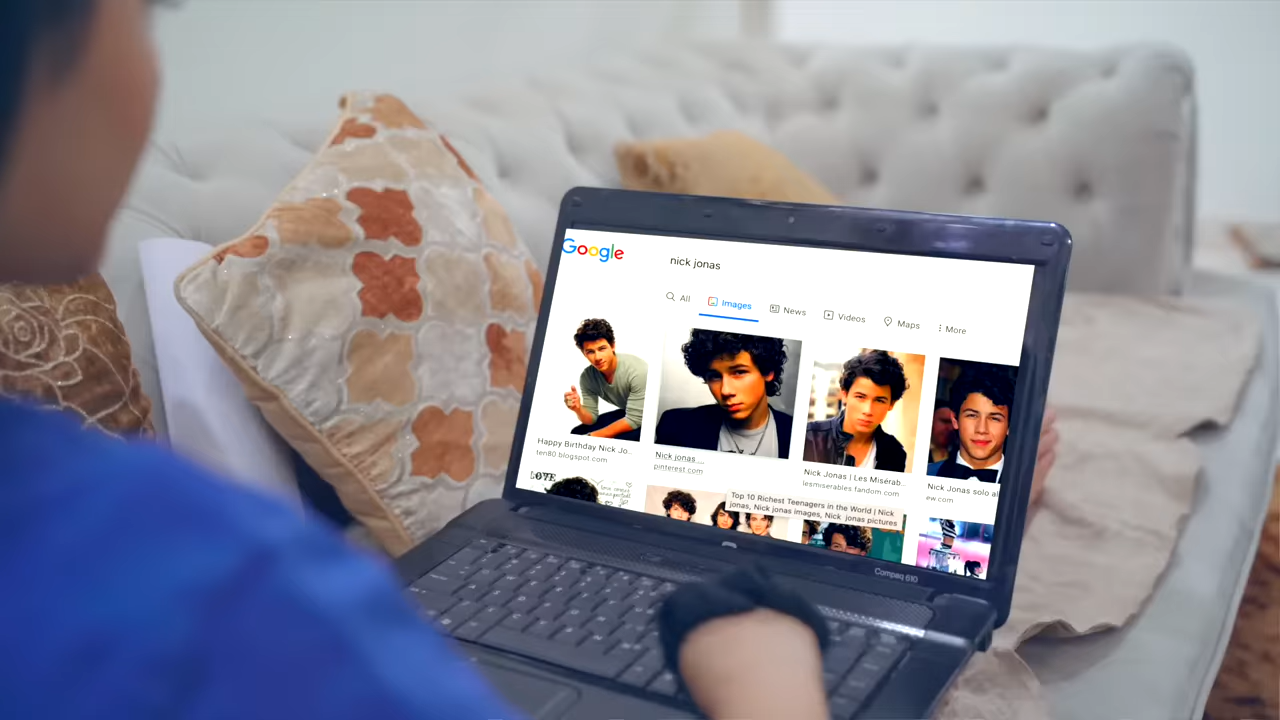 Google
nick jonas
All Images News Videos Maps More
Happy Birthday Nick Jo..
ten80.blogspot.com
Nick jonas ...
pinterest.com
Nick Jonas | Les Misérab..
lesmiserables.fandom.com
Nick Jonas solo al
ew.com
LOVE
Top 10 Richest Teenagers in the World | Nick
jonas, Nick jonas images, Nick jonas pictures
Compaq 610